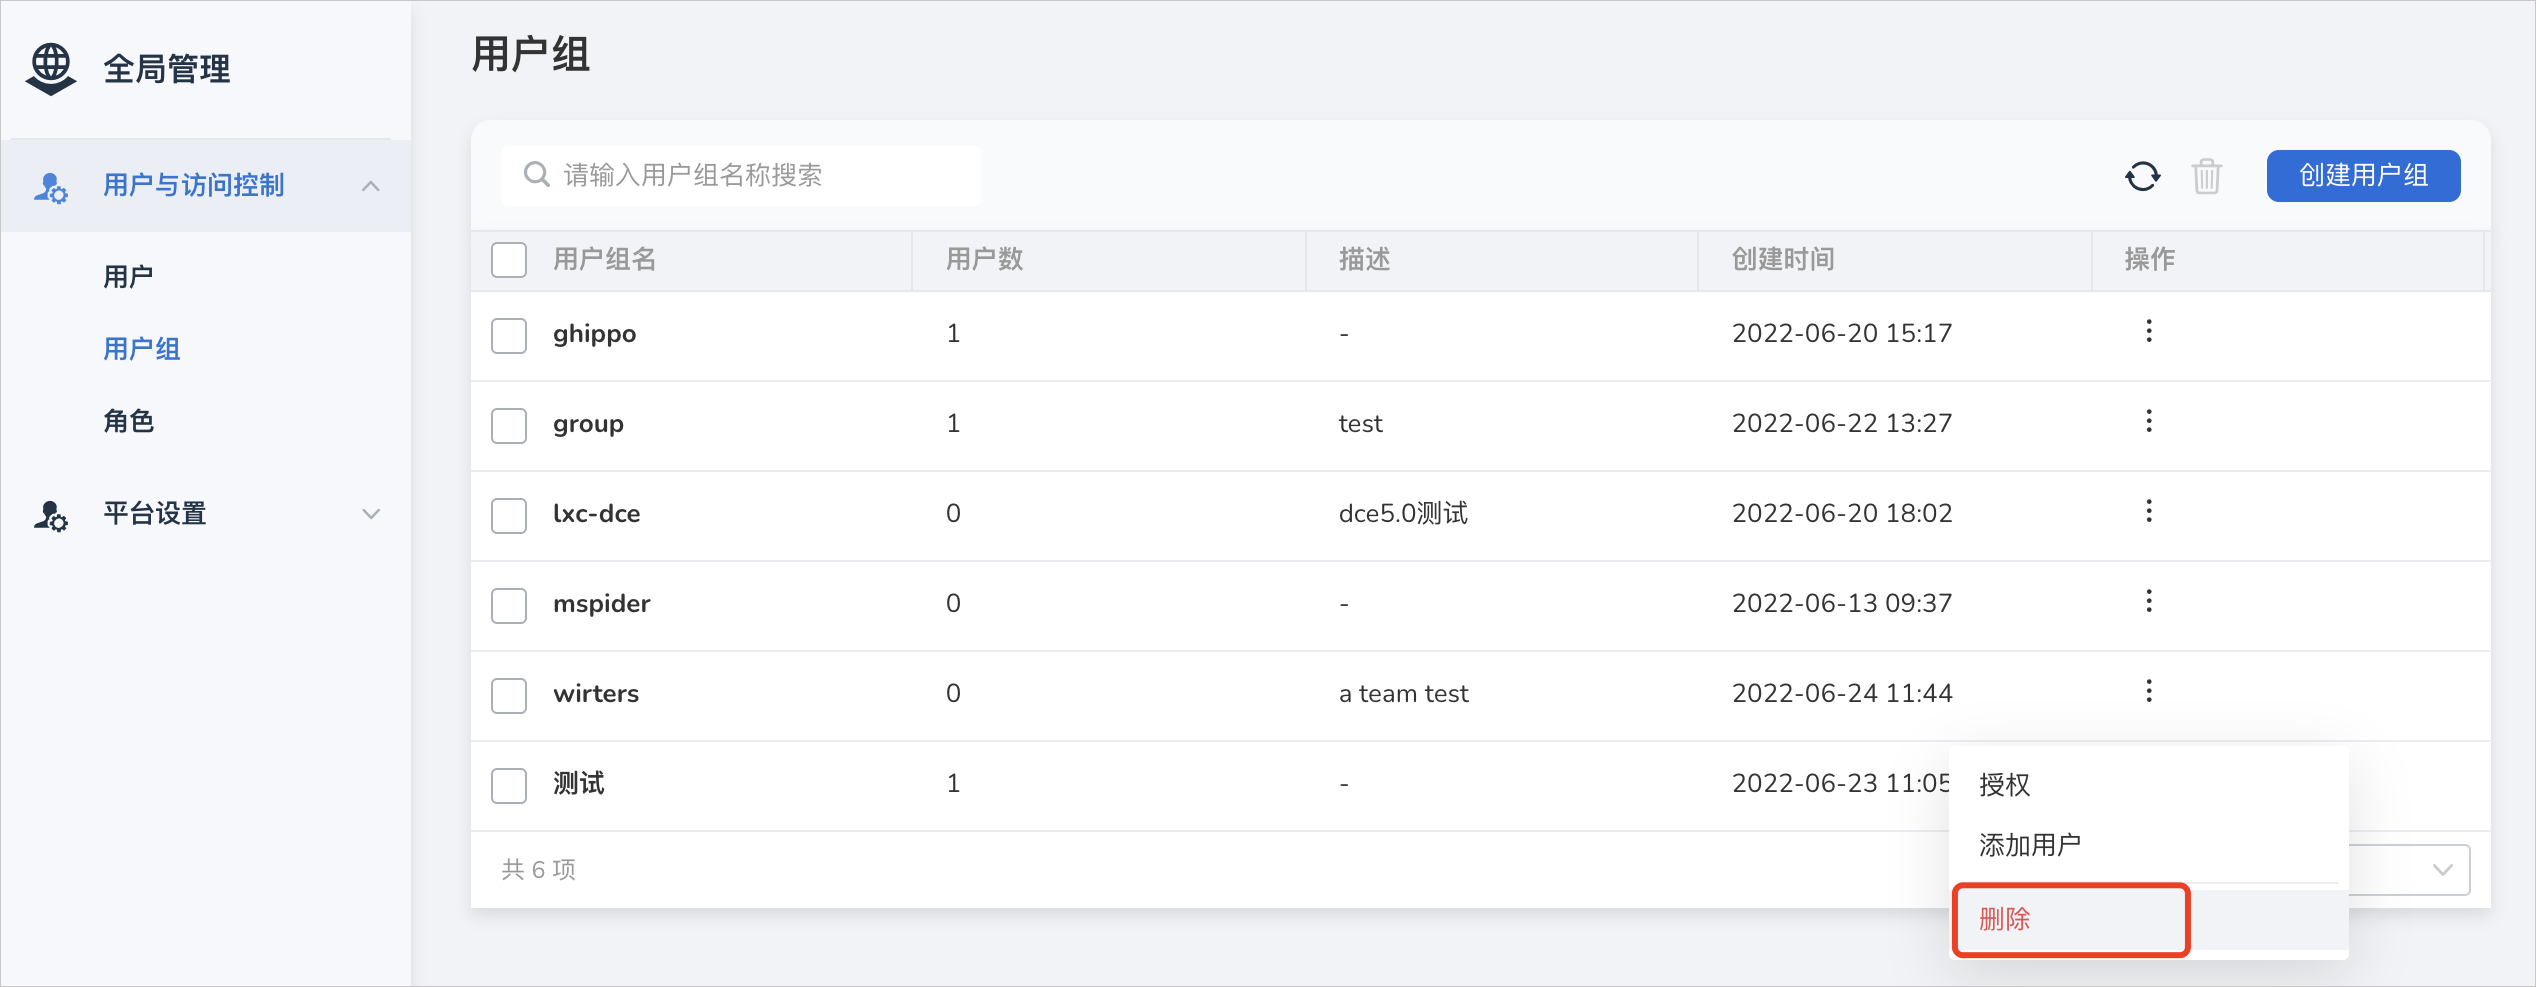 全局管理
用户与访问控制
用户
用户组
角色
平台设置
用户组
请输入用户组名称搜索
创建用户组
用户组名 用户数 描述 创建时间 操作
ghippo 1 - 2022-06-20 15:17
group 1 test 2022-06-22 13:27
lxc-dce 0 dce5.0测试 2022-06-20 18:02
mspider 0 - 2022-06-13 09:37
wirters 0 a team test 2022-06-24 11:44
测试 1 - 2022-06-23 11:05
共 6 项
授权
添加用户
删除